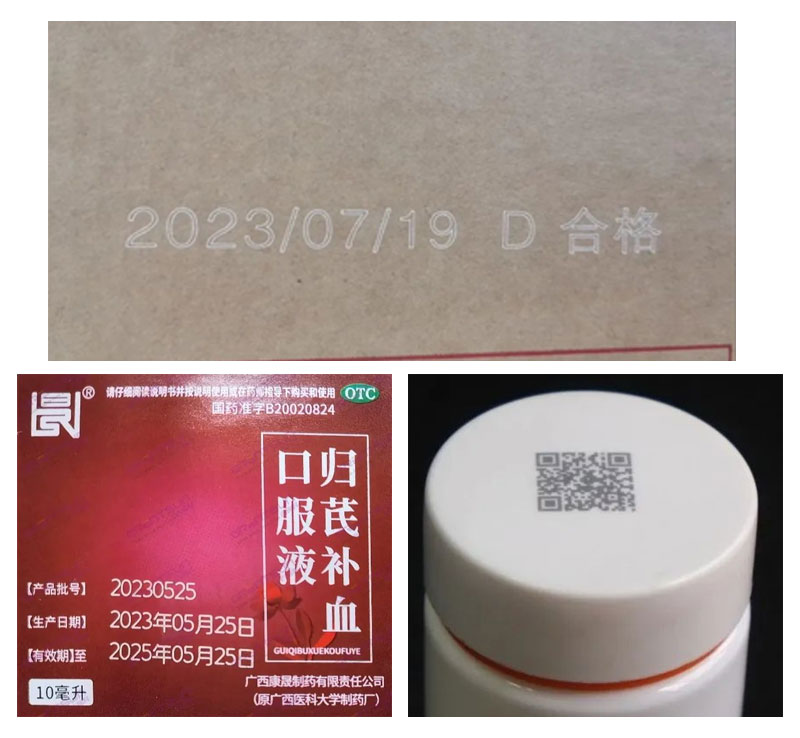 2023/07/19 D 合格
请仔细阅读说明书并按说明使用或在药师指导下购买和使用 OTC
国药准字B20020824
®
归芪补血
口服液
GUIQIBUXUEKOUFUYE
【产品批号】 20230525
【生产日期】 2023年05月25日
【有效期】至 2025年05月25日
10毫升
广西康晟制药有限责任公司
(原广西医科大学制药厂)